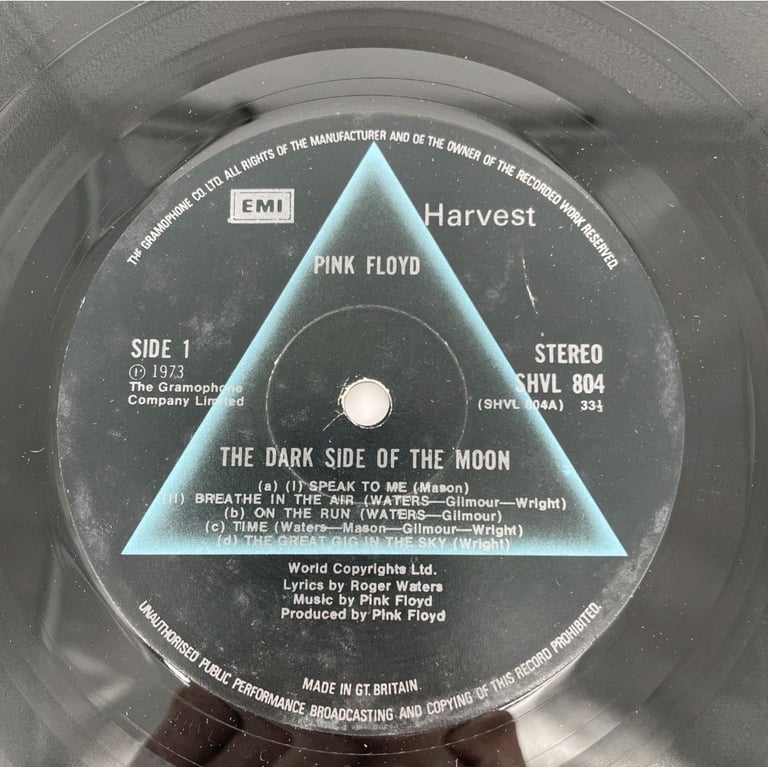 THE GRAMOPHONE CO. LTD. ALL RIGHTS OF THE MANUFACTURER AND OF THE OWNER OF THE RECORDED WORK RESERVED.
EMI
Harvest
PINK FLOYD
SIDE 1
Ⓟ 1973
The Gramophone
Company Limited
STEREO
SHVL 804
(SHVL 804A) 33⅓
THE DARK SIDE OF THE MOON
(a) (I) SPEAK TO ME (Mason)
(II) BREATHE IN THE AIR (WATERS—Gilmour—Wright)
(b) ON THE RUN (WATERS—Gilmour)
(c) TIME (Waters—Mason—Gilmour—Wright)
(d) THE GREAT GIG IN THE SKY (Wright)
World Copyrights Ltd.
Lyrics by Roger Waters
Music by Pink Floyd
Produced by Pink Floyd
MADE IN GT. BRITAIN
UNAUTHORISED PUBLIC PERFORMANCE BROADCASTING AND COPYING OF THIS RECORD PROHIBITED.